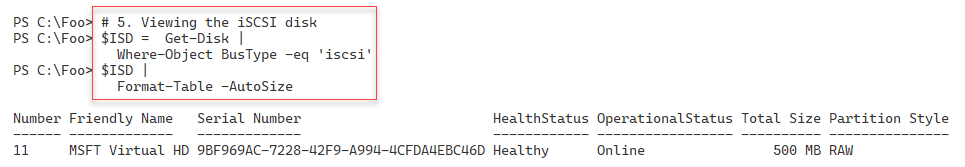 PS C:\Foo> # 5. Viewing the iSCSI disk
PS C:\Foo> $ISD =  Get-Disk |
             Where-Object BusType -eq 'iscsi'
PS C:\Foo> $ISD |
             Format-Table -AutoSize
Number Friendly Name   Serial Number                        HealthStatus OperationalStatus Total Size Partition Style
------ -------------   -------------                        ------------ ----------------- ---------- ---------------
11     MSFT Virtual HD 9BF969AC-7228-42F9-A994-4CFDA4EBC46D Healthy      Online                500 MB RAW